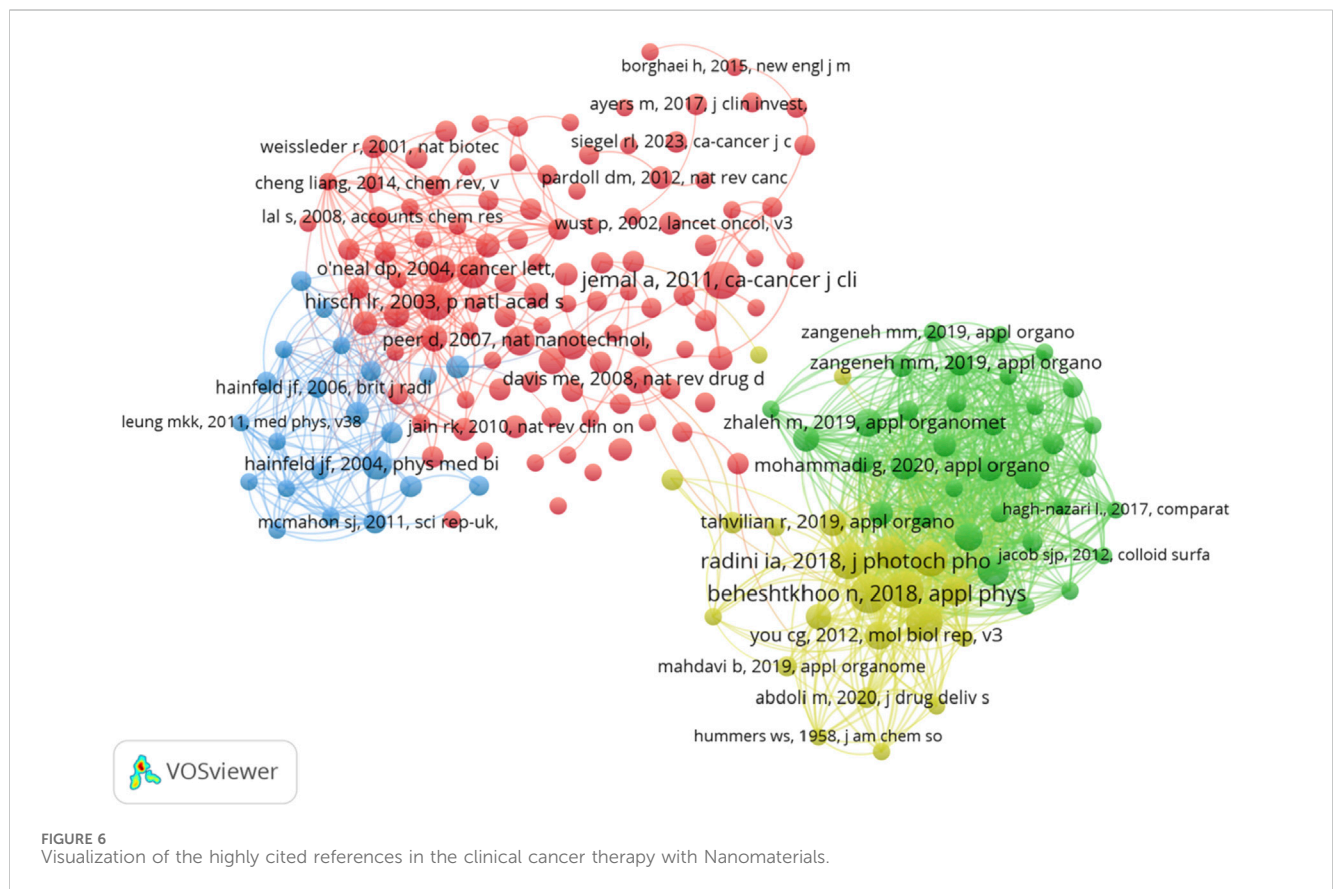 borghaei h, 2015, new engl j m
ayers m, 2017, j clin invest,
siegel rl, 2023, ca-cancer j c
weissleder r, 2001, nat biotec
pardoll dm, 2012, nat rev canc
cheng liang, 2014, chem rev, v
lal s, 2008, accounts chem res
wust p, 2002, lancet oncol, v3
o'neal dp, 2004, cancer lett,
jemal a, 2011, ca-cancer j cli
hirsch lr, 2003, p natl acad s
zangeneh mm, 2019, appl organo
peer d, 2007, nat nanotechnol,
zangeneh mm, 2019, appl organo
davis me, 2008, nat rev drug d
hainfeld jf, 2006, brit j radi
leung mkk, 2011, med phys, v38
zhaleh m, 2019, appl organomet
jain rk, 2010, nat rev clin on
hainfeld jf, 2004, phys med bi
mohammadi g, 2020, appl organo
hagh-nazari l., 2017, comparat
mcmahon sj, 2011, sci rep-uk,
tahvilian r, 2019, appl organo
jacob sjp, 2012, colloid surfa
radini ia, 2018, j photoch pho
beheshtkhoo n, 2018, appl phys
you cg, 2012, mol biol rep, v3
mahdavi b, 2019, appl organome
abdoli m, 2020, j drug deliv s
hummers ws, 1958, j am chem so
VOSviewer
FIGURE 6
Visualization of the highly cited references in the clinical cancer therapy with Nanomaterials.